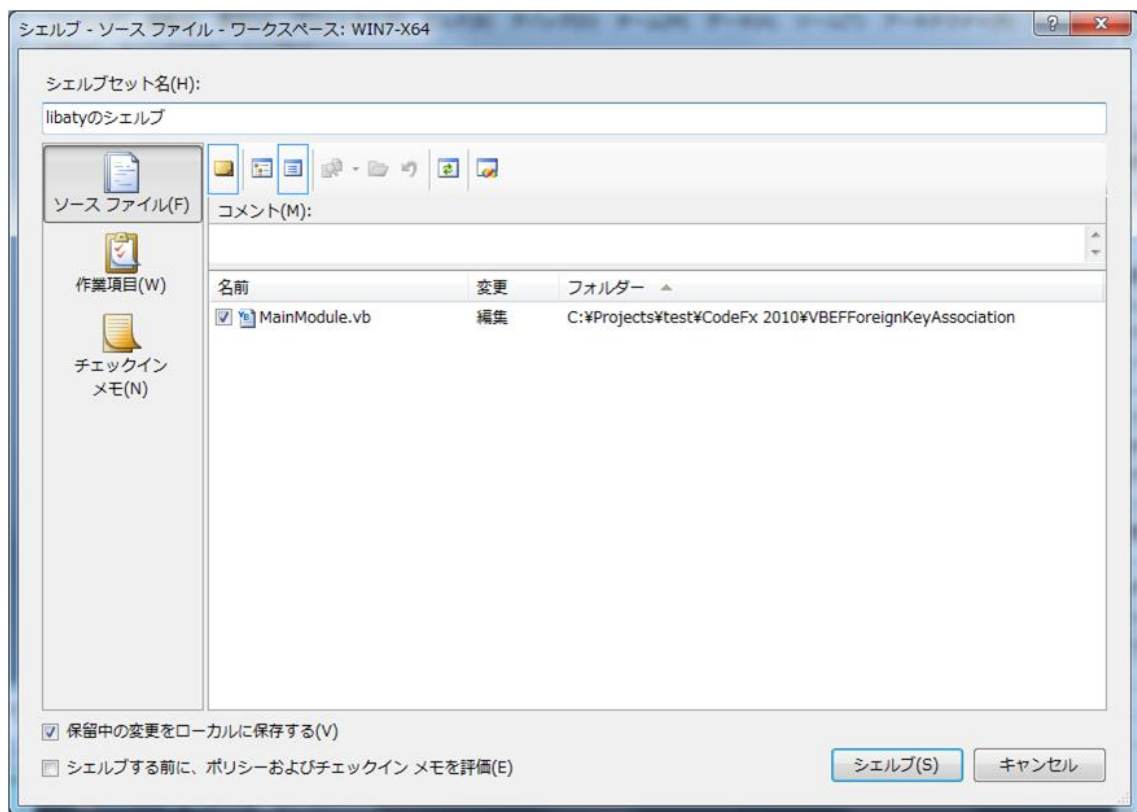 シェルブ - ソース ファイル - ワークスペース: WIN7-X64
シェルブセット名(H):
libatyのシェルブ
ソース ファイル(F)
コメント(M):
作業項目(W)
チェックイン
メモ(N)
名前 変更 フォルダー
MainModule.vb 編集 C:¥Projects¥test¥CodeFx 2010¥VBEFForeignKeyAssociation
保留中の変更をローカルに保存する(V)
シェルブする前に、ポリシーおよびチェックイン メモを評価(E)
シェルブ(S) キャンセル